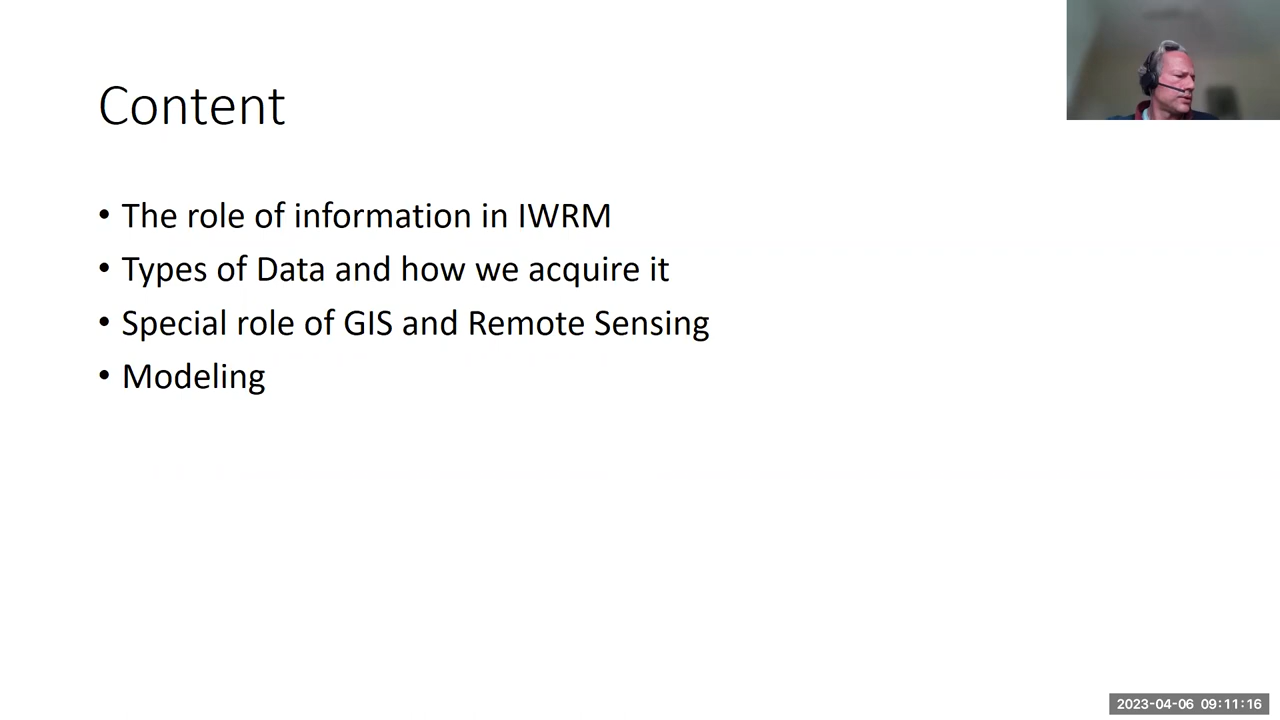 Content
• The role of information in IWRM
• Types of Data and how we acquire it
• Special role of GIS and Remote Sensing
• Modeling
2023-04-06 09:11:16